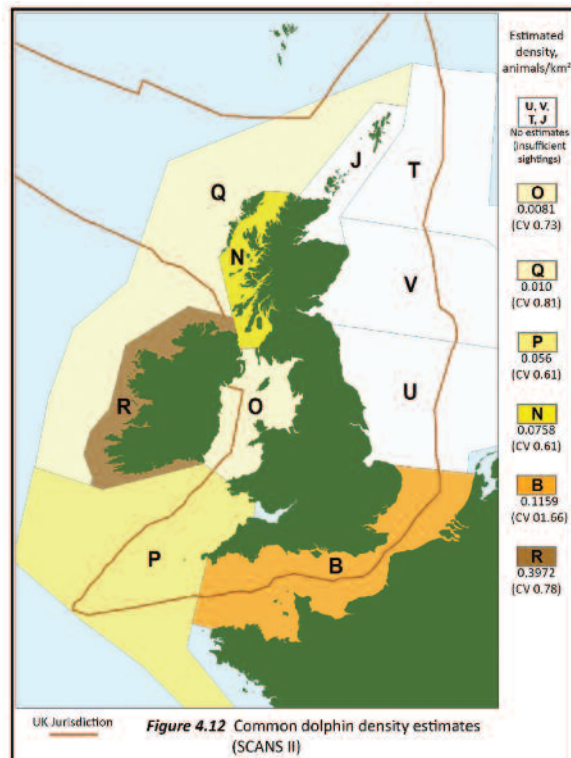 Estimated
density,
animals/km²
U, V,
T, J
No estimates
(insufficient
sightings)
O
0.0081
(CV 0.73)
Q
0.010
(CV 0.81)
P
0.056
(CV 0.61)
N
0.0758
(CV 0.61)
B
0.1159
(CV 01.66)
R
0.3972
(CV 0.78)
J
T
Q
N
V
R
O
U
P
B
UK Jurisdiction
Figure 4.12 Common dolphin density estimates
(SCANS II)